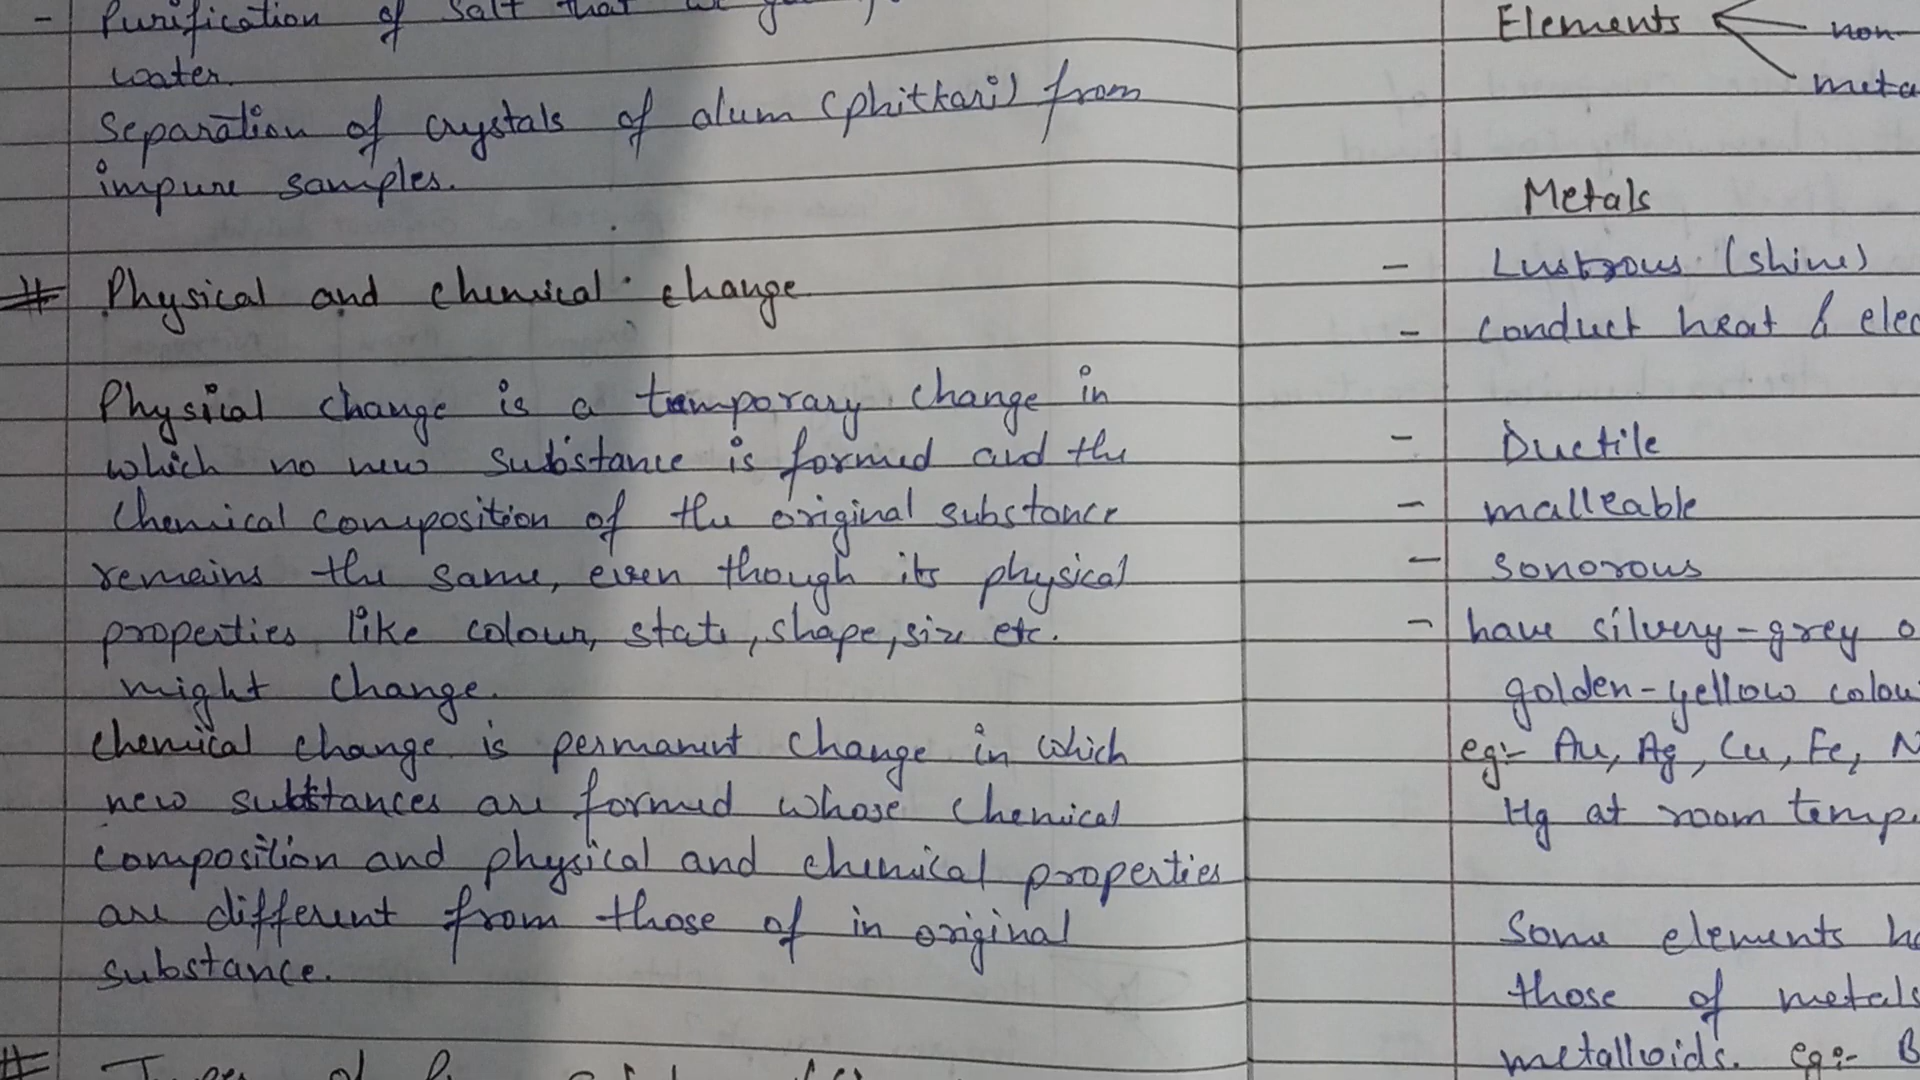 - Purification of salt that we
water.
Separation of crystals of alum (phitkari) from
impure samples.
# Physical and chemical change
Physical change is a temporary change in
which no new substance is formed and the
chemical composition of the original substance
remains the same, even though its physical
properties like colour, state, shape, size etc.
might change.
chemical change is permanent change in which
new substances are formed whose chemical
composition and physical and chemical properties
are different from those of in original
substance.
#
Elements
non-
meta
Metals
- Lustrous (shine)
- conduct heat & elec
- Ductile
- malleable
- sonorous
- have silvery-grey o
golden-yellow colou
eg:- Au, Ag, Cu, Fe, N
Hg at room temp.
Some elements ha
those of metals
metalloids. eg:- B